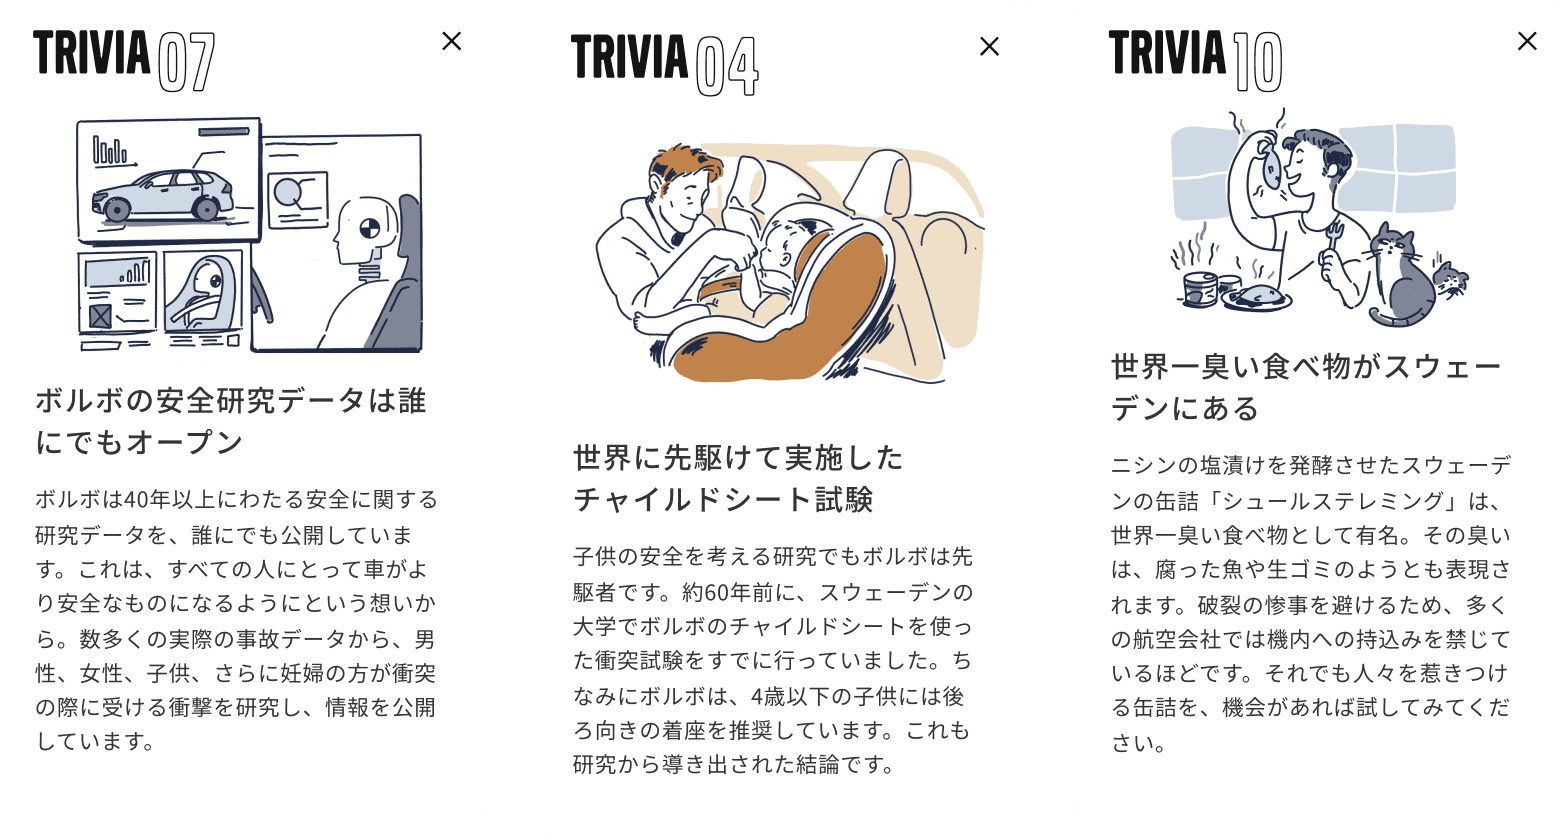 TRIVIA 07
ボルボの安全研究データは誰
にでもオープン
ボルボは40年以上にわたる安全に関する
研究データを、誰にでも公開していま
す。これは、すべての人にとって車がよ
り安全なものになるようにという想いか
ら。数多くの実際の事故データから、男
性、女性、子供、さらに妊婦の方が衝突
の際に受ける衝撃を研究し、情報を公開
しています。
TRIVIA 04
世界に先駆けて実施した
チャイルドシート試験
子供の安全を考える研究でもボルボは先
駆者です。約60年前に、スウェーデンの
大学でボルボのチャイルドシートを使っ
た衝突試験をすでに行っていました。ち
なみにボルボは、4歳以下の子供には後
ろ向きの着座を推奨しています。これも
研究から導き出された結論です。
TRIVIA 10
世界一臭い食べ物がスウェー
デンにある
ニシンの塩漬けを発酵させたスウェーデ
ンの缶詰「シュールステレミング」は、
世界一臭い食べ物として有名。その臭い
は、腐った魚や生ゴミのようとも表現さ
れます。破裂の惨事を避けるため、多く
の航空会社では機内への持込みを禁じて
いるほどです。それでも人々を惹きつけ
る缶詰を、機会があれば試してみてくだ
さい。